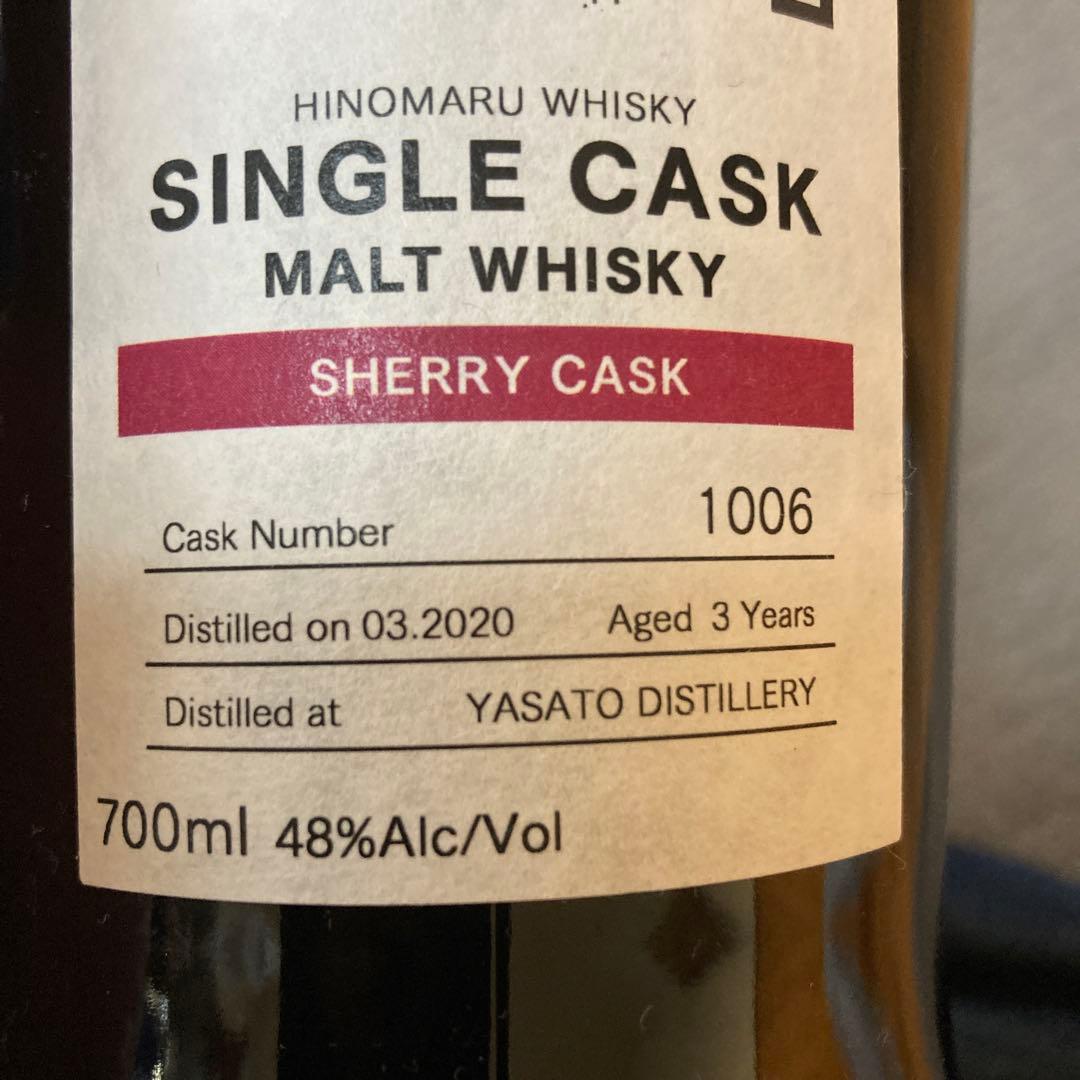 HINOMARU WHISKY
SINGLE CASK
MALT WHISKY
SHERRY CASK
Cask Number 1006
Distilled on 03.2020 Aged 3 Years
Distilled at YASATO DISTILLERY
700ml 48%Alc/Vol